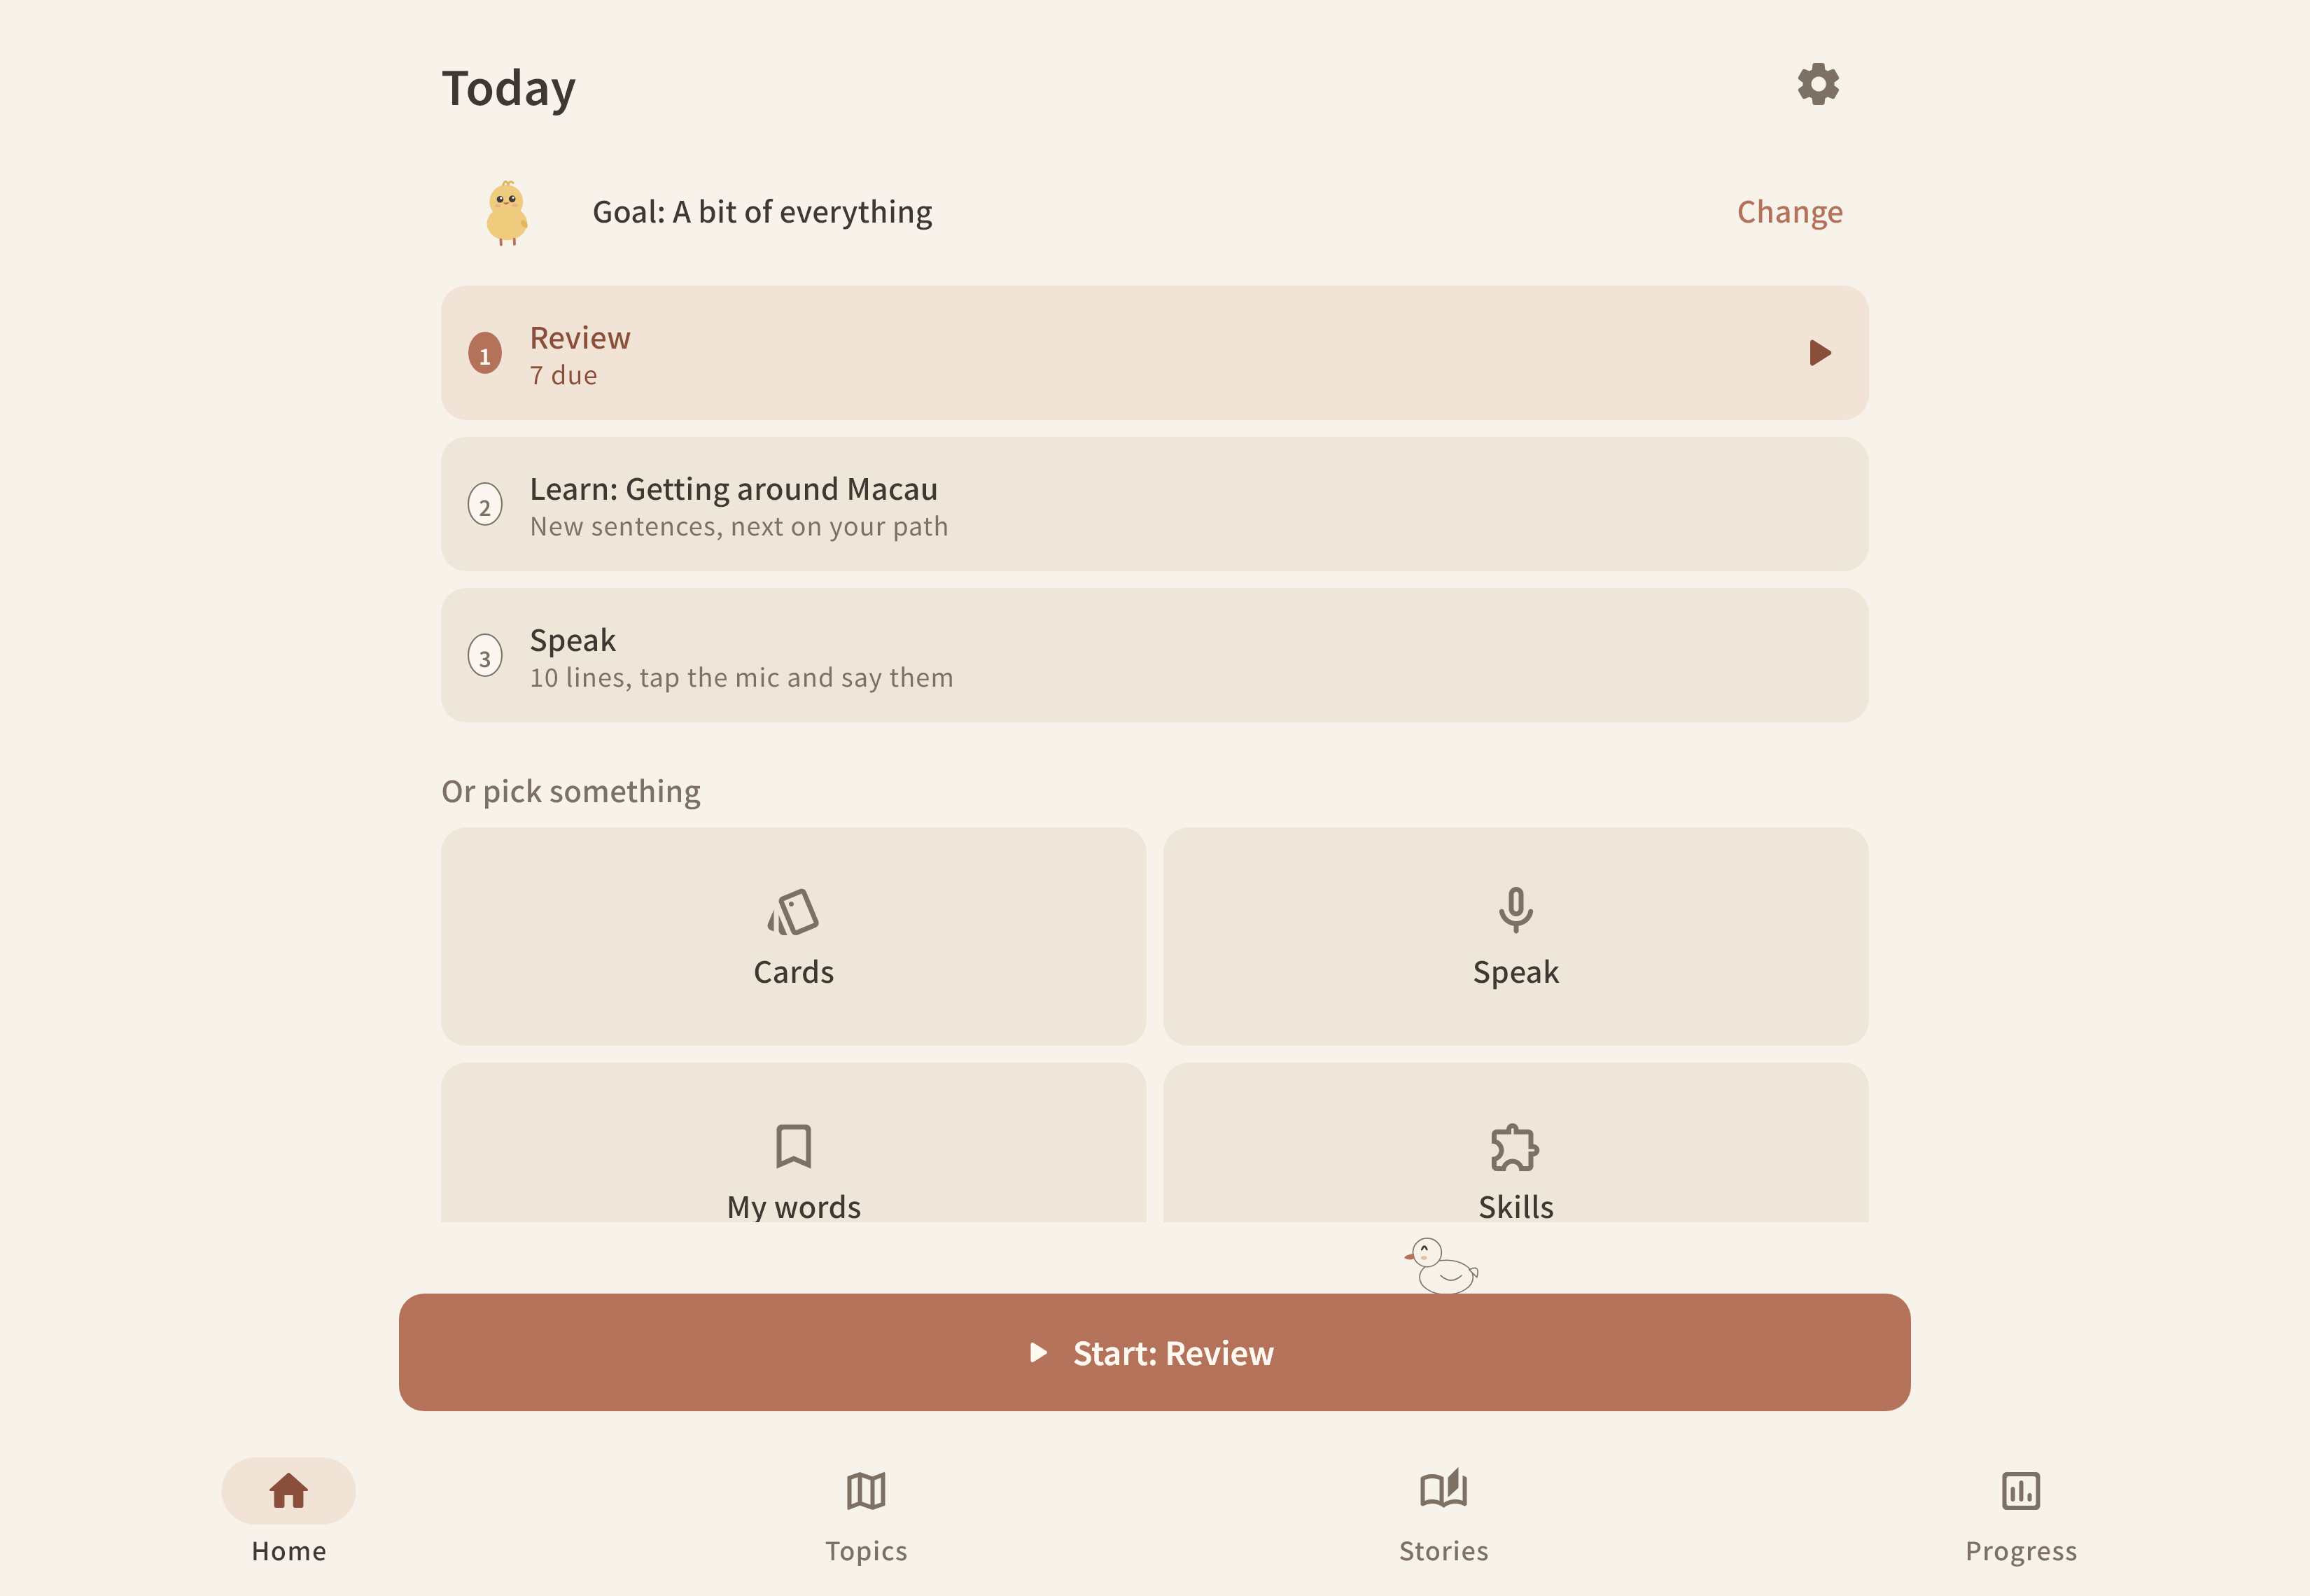 Today
Goal: A bit of everything
Change
1
Review
7 due
2
Learn: Getting around Macau
New sentences, next on your path
3
Speak
10 lines, tap the mic and say them
Or pick something
Cards
Speak
My words
Skills
Start: Review
Home
Topics
Stories
Progress